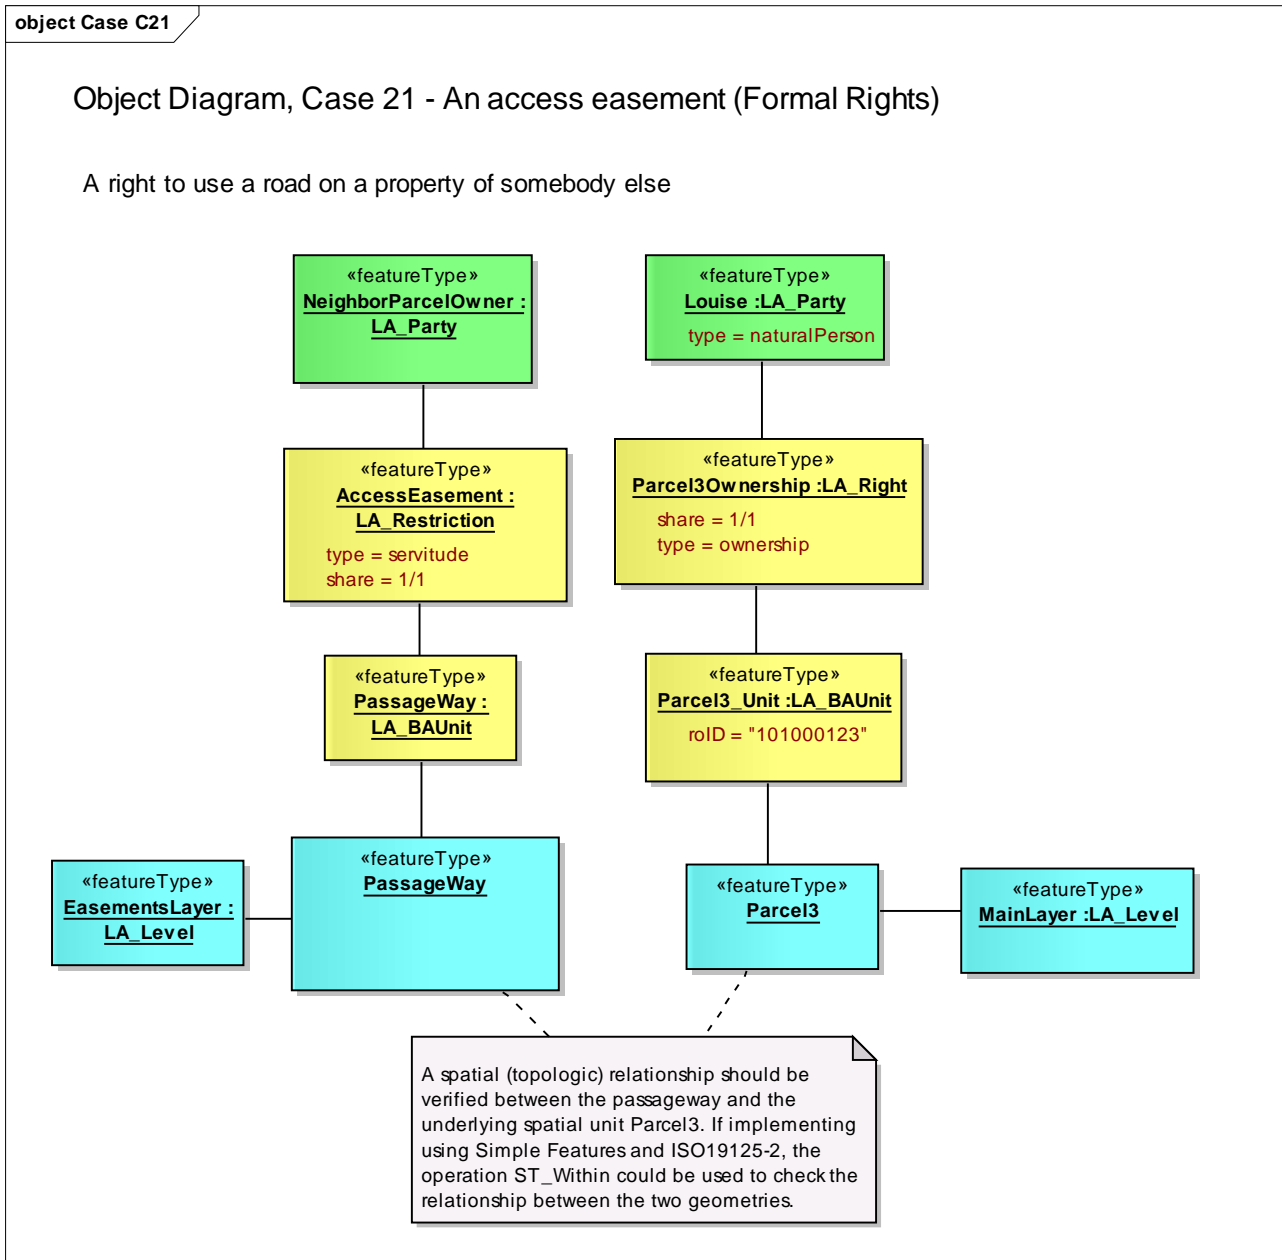 object Case C21
Object Diagram, Case 21 - An access easement (Formal Rights)
A right to use a road on a property of somebody else
«featureType»
NeighborParcelOwner :
LA_Party
«featureType»
Louise :LA_Party
type = naturalPerson
«featureType»
AccessEasement :
LA_Restriction
type = servitude
share = 1/1
«featureType»
Parcel3Ownership :LA_Right
share = 1/1
type = ownership
«featureType»
PassageWay :
LA_BAUnit
«featureType»
Parcel3_Unit :LA_BAUnit
rolD = "101000123"
«featureType»
EasementsLayer :
LA_Level
«featureType»
PassageWay
«featureType»
Parcel3
«featureType»
MainLayer :LA_Level
A spatial (topologic) relationship should be
verified between the passageway and the
underlying spatial unit Parcel3. If implementing
using Simple Features and ISO19125-2, the
operation ST_Within could be used to check the
relationship between the two geometries.